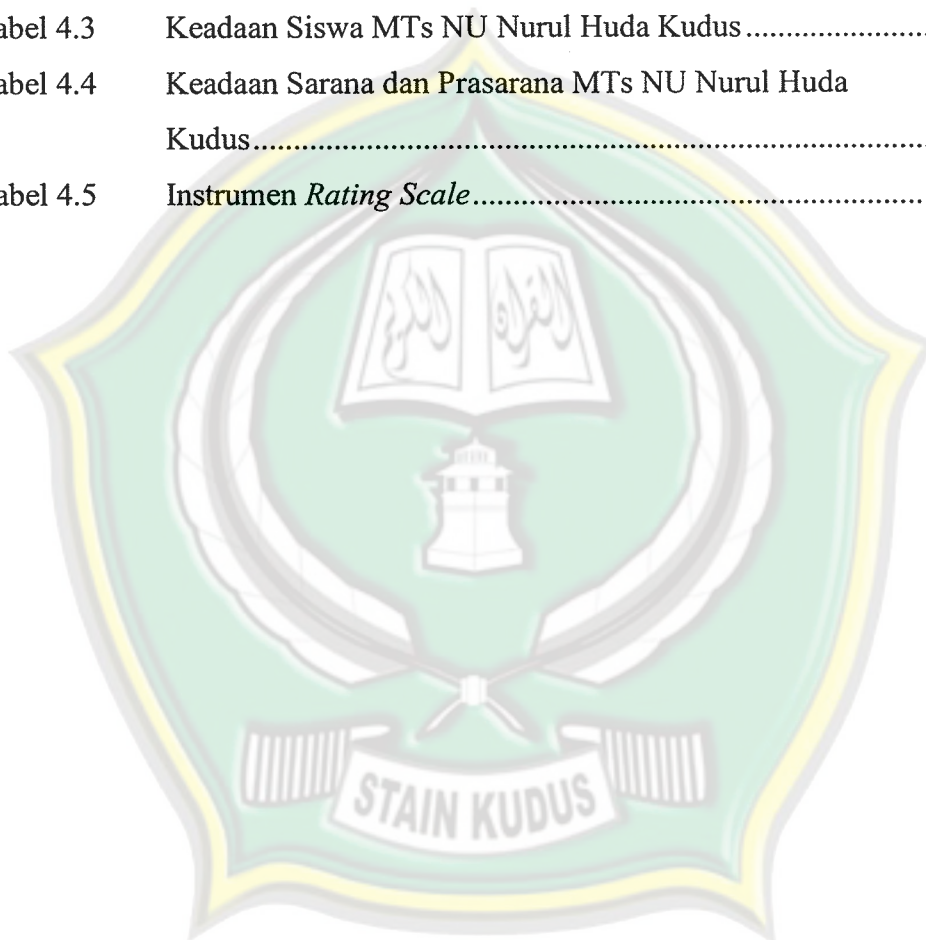 abel 4.3 Keadaan Siswa MTs NU Nurul Huda Kudus......................
abel 4.4 Keadaan Sarana dan Prasarana MTs NU Nurul Huda
Kudus..............................................................................
abel 4.5 Instrumen Rating Scale....................................................
STAIN KUDUS